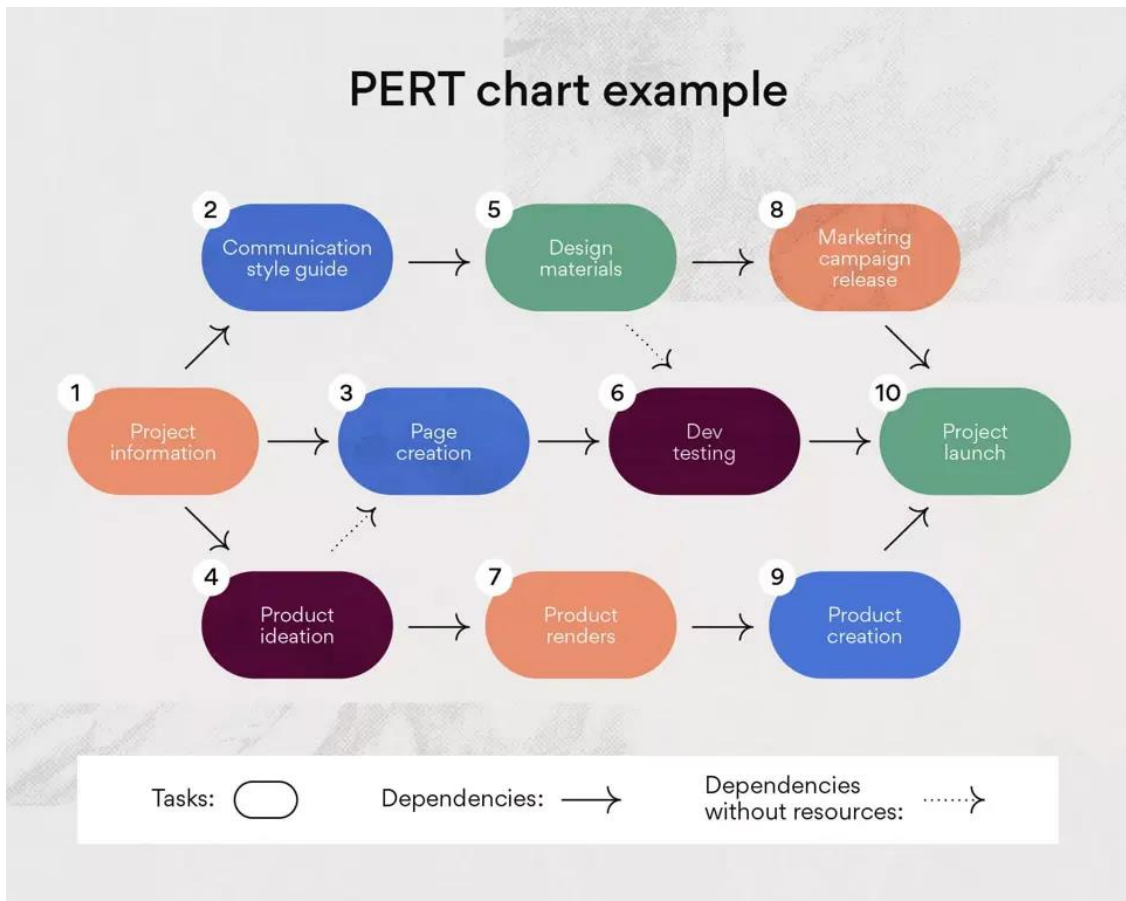 PERT chart example
2
Communication
style guide
5
Design
materials
8
Marketing
campaign
release
1
Project
information
3
Page
creation
6
Dev
testing
10
Project
launch
4
Product
ideation
7
Product
renders
9
Product
creation
Tasks:
Dependencies:
Dependencies
without resources: